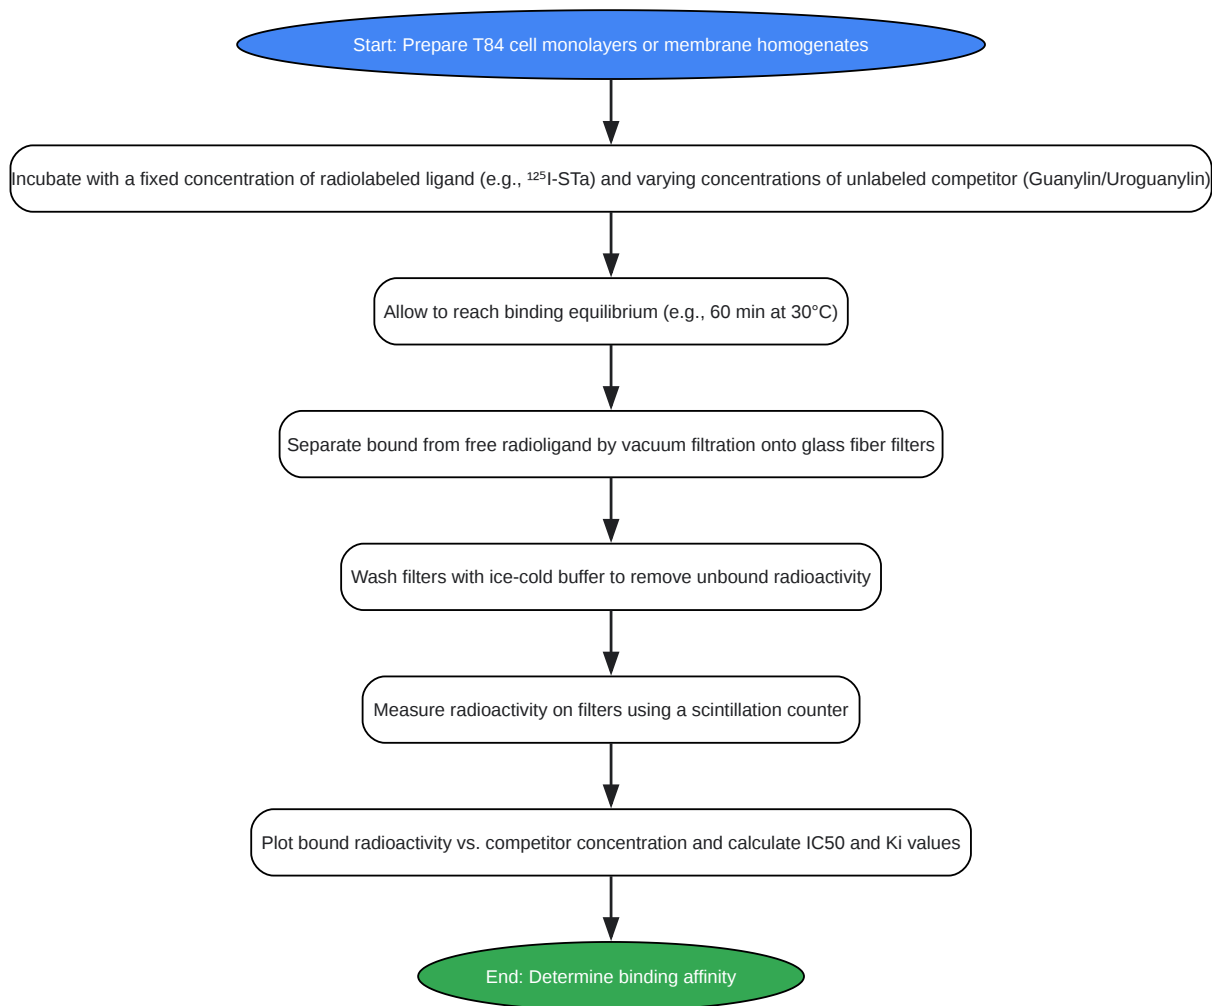 Start: Prepare T84 cell monolayers or membrane homogenates
Incubate with a fixed concentration of radiolabeled ligand (e.g., ¹²⁵I-STa) and varying concentrations of unlabeled competitor (Guanylin/Uroguanylin)
Allow to reach binding equilibrium (e.g., 60 min at 30°C)
Separate bound from free radioligand by vacuum filtration onto glass fiber filters
Wash filters with ice-cold buffer to remove unbound radioactivity
Measure radioactivity on filters using a scintillation counter
Plot bound radioactivity vs. competitor concentration and calculate IC50 and Ki values
End: Determine binding affinity